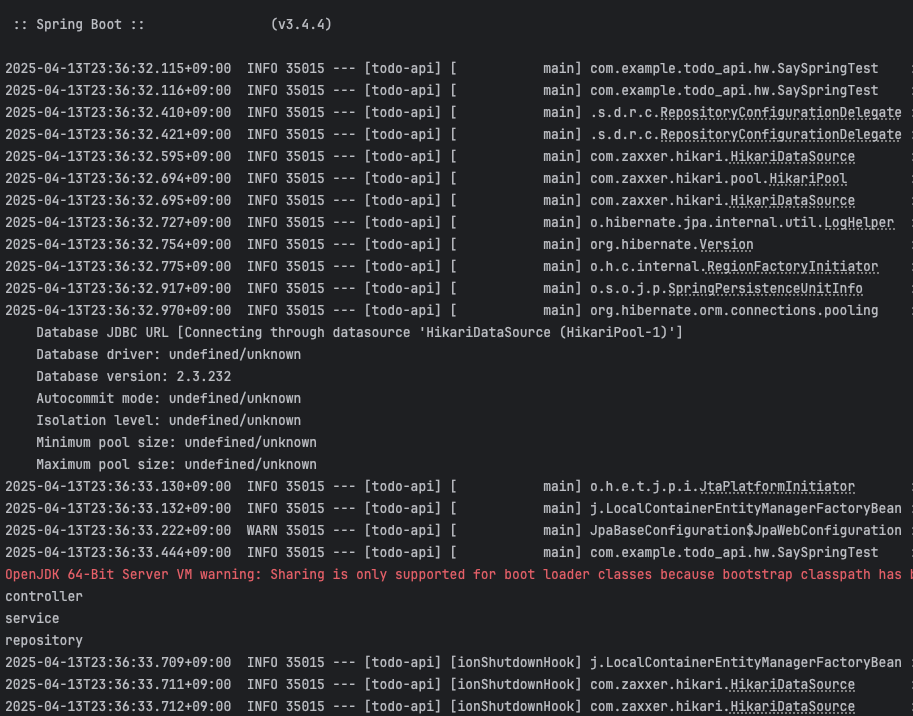 :: Spring Boot ::                (v3.4.4)
2025-04-13T23:36:32.115+09:00  INFO 35015 --- [todo-api] [           main] com.example.todo_api.hw.SaySpringTest
2025-04-13T23:36:32.116+09:00  INFO 35015 --- [todo-api] [           main] com.example.todo_api.hw.SaySpringTest
2025-04-13T23:36:32.410+09:00  INFO 35015 --- [todo-api] [           main] .s.d.r.c.RepositoryConfigurationDelegate
2025-04-13T23:36:32.421+09:00  INFO 35015 --- [todo-api] [           main] .s.d.r.c.RepositoryConfigurationDelegate
2025-04-13T23:36:32.595+09:00  INFO 35015 --- [todo-api] [           main] com.zaxxer.hikari.HikariDataSource
2025-04-13T23:36:32.694+09:00  INFO 35015 --- [todo-api] [           main] com.zaxxer.hikari.pool.HikariPool
2025-04-13T23:36:32.695+09:00  INFO 35015 --- [todo-api] [           main] com.zaxxer.hikari.HikariDataSource
2025-04-13T23:36:32.727+09:00  INFO 35015 --- [todo-api] [           main] o.hibernate.jpa.internal.util.LogHelper
2025-04-13T23:36:32.754+09:00  INFO 35015 --- [todo-api] [           main] org.hibernate.Version
2025-04-13T23:36:32.775+09:00  INFO 35015 --- [todo-api] [           main] o.h.c.internal.RegionFactoryInitiator
2025-04-13T23:36:32.917+09:00  INFO 35015 --- [todo-api] [           main] o.s.o.j.p.SpringPersistenceUnitInfo
2025-04-13T23:36:32.970+09:00  INFO 35015 --- [todo-api] [           main] org.hibernate.orm.connections.pooling
    Database JDBC URL [Connecting through datasource 'HikariDataSource (HikariPool-1)']
    Database driver: undefined/unknown
    Database version: 2.3.232
    Autocommit mode: undefined/unknown
    Isolation level: undefined/unknown
    Minimum pool size: undefined/unknown
    Maximum pool size: undefined/unknown
2025-04-13T23:36:33.130+09:00  INFO 35015 --- [todo-api] [           main] o.h.e.t.j.p.i.JtaPlatformInitiator
2025-04-13T23:36:33.132+09:00  INFO 35015 --- [todo-api] [           main] j.LocalContainerEntityManagerFactoryBean
2025-04-13T23:36:33.222+09:00  WARN 35015 --- [todo-api] [           main] JpaBaseConfiguration$JpaWebConfiguration
2025-04-13T23:36:33.444+09:00  INFO 35015 --- [todo-api] [           main] com.example.todo_api.hw.SaySpringTest
OpenJDK 64-Bit Server VM warning: Sharing is only supported for boot loader classes because bootstrap classpath has
controller
service
repository
2025-04-13T23:36:33.709+09:00  INFO 35015 --- [todo-api] [ionShutdownHook] j.LocalContainerEntityManagerFactoryBean
2025-04-13T23:36:33.711+09:00  INFO 35015 --- [todo-api] [ionShutdownHook] com.zaxxer.hikari.HikariDataSource
2025-04-13T23:36:33.712+09:00  INFO 35015 --- [todo-api] [ionShutdownHook] com.zaxxer.hikari.HikariDataSource